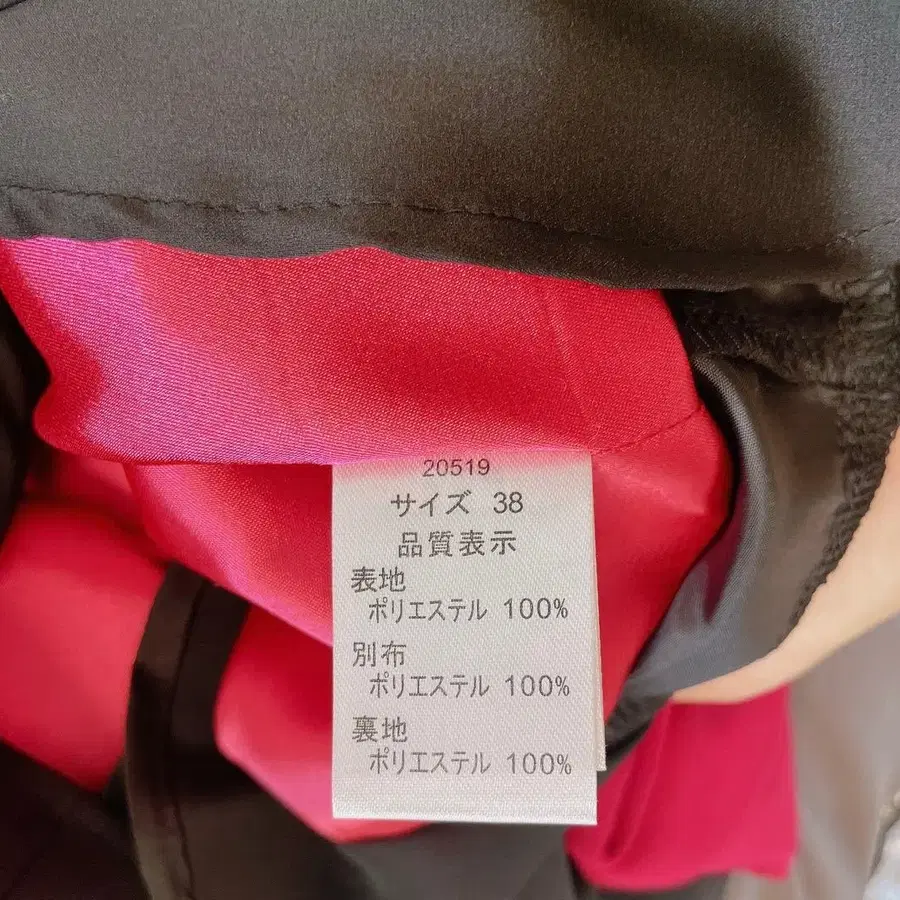 20519
サイズ 38
品質表示
表地
ポリエステル 100%
別布
ポリエステル 100%
裏地
ポリエステル 100%